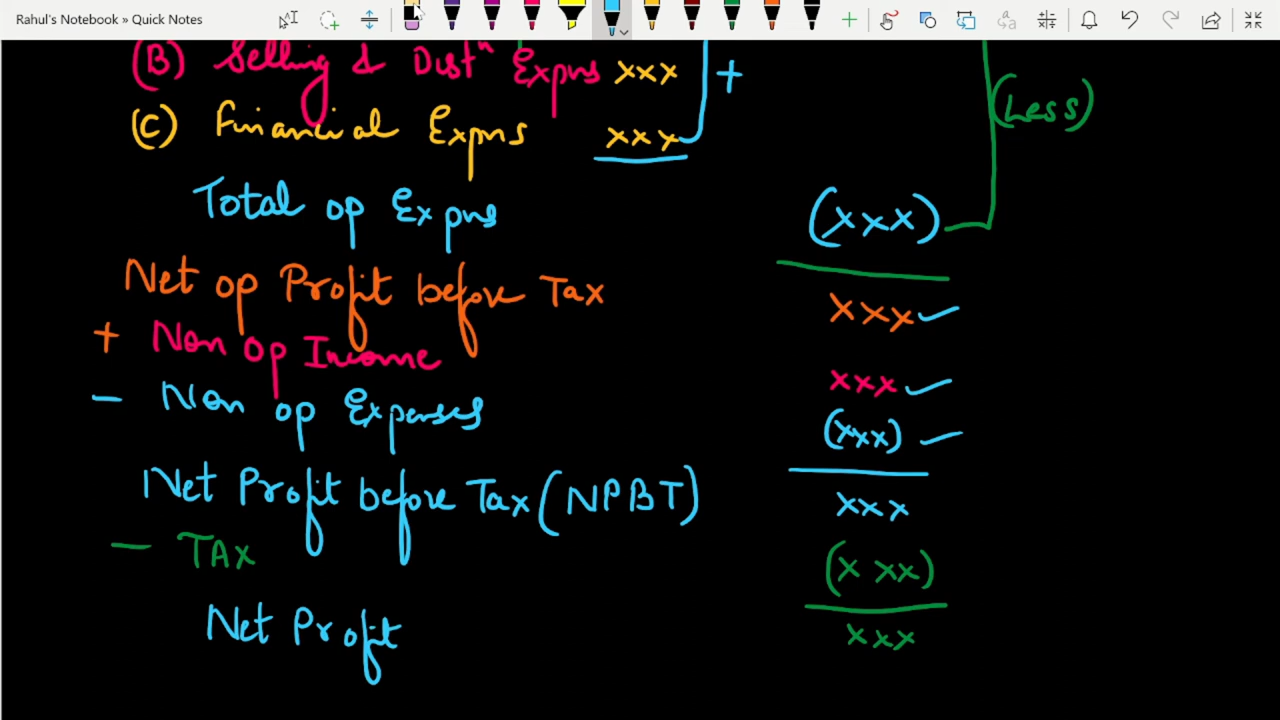 Rahul's Notebook » Quick Notes
(B) Selling & Distⁿ Expns xxx +
(Less)
(C) Financial Expns xxx
Total op Expns (xxx)
Net op Profit before Tax xxx
+ Non op Income xxx
- Non op Expenses (xxx)
Net Profit before Tax (NPBT) xxx
- TAx (xxx)
Net Profit xxx